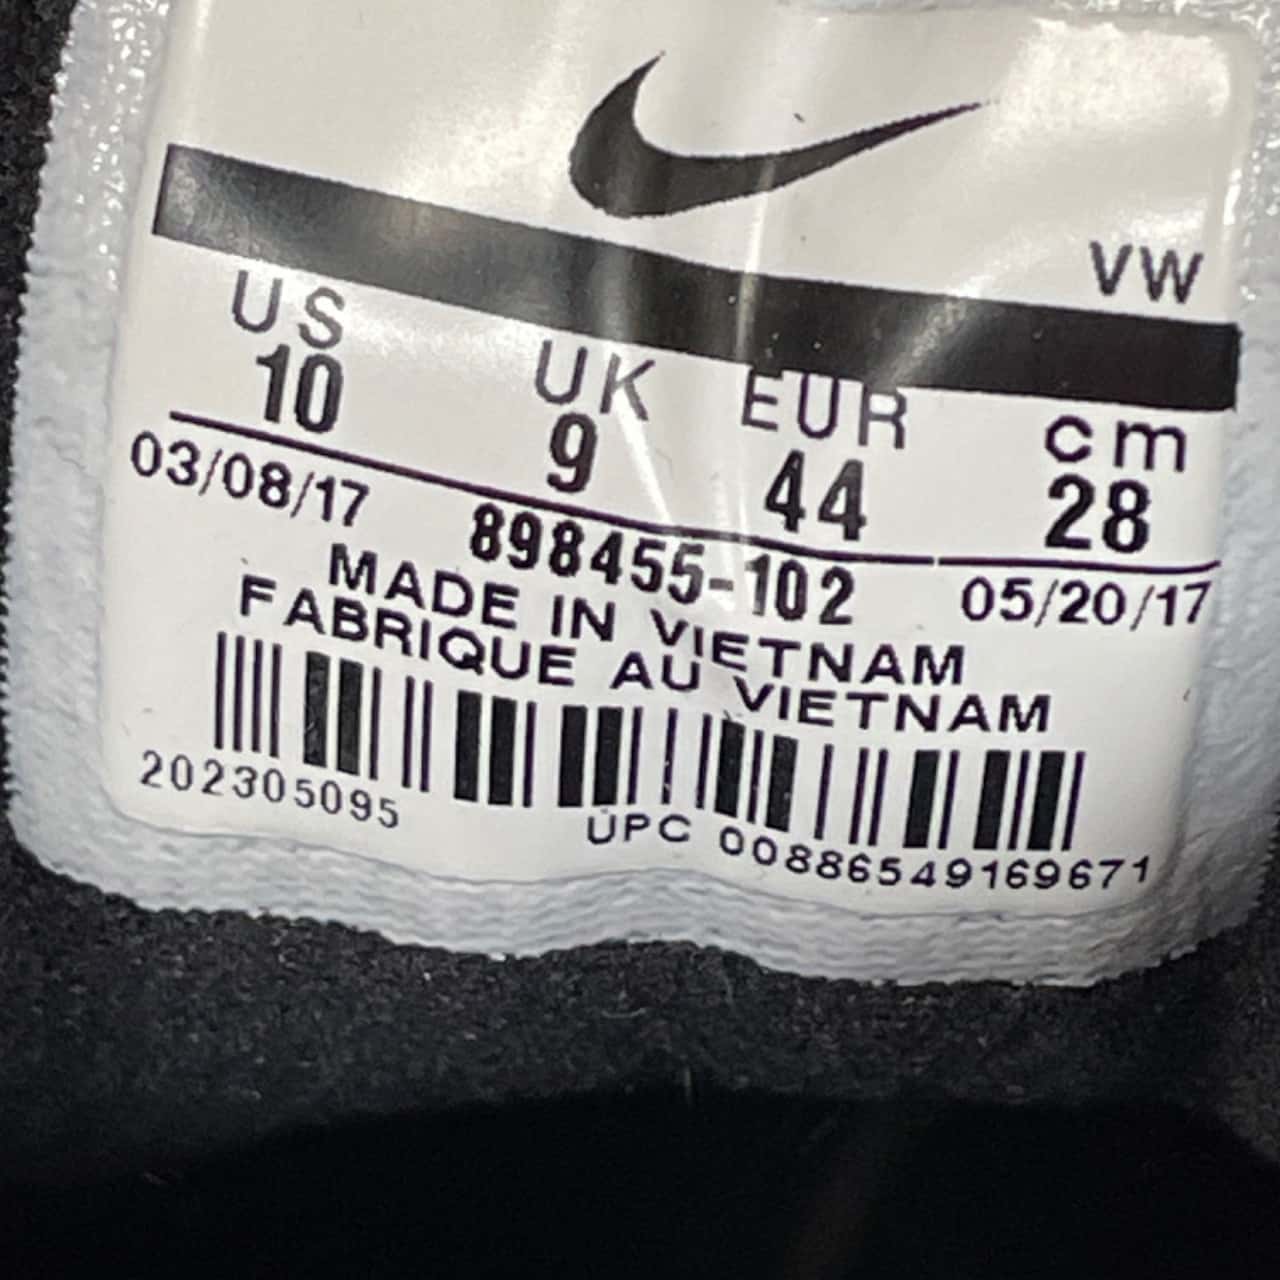 VW
US UK EUR cm
10 9 44 28
03/08/17 898455-102 05/20/17
MADE IN VIETNAM
FABRIQUE AU VIETNAM
202305095 UPC 00886549169671